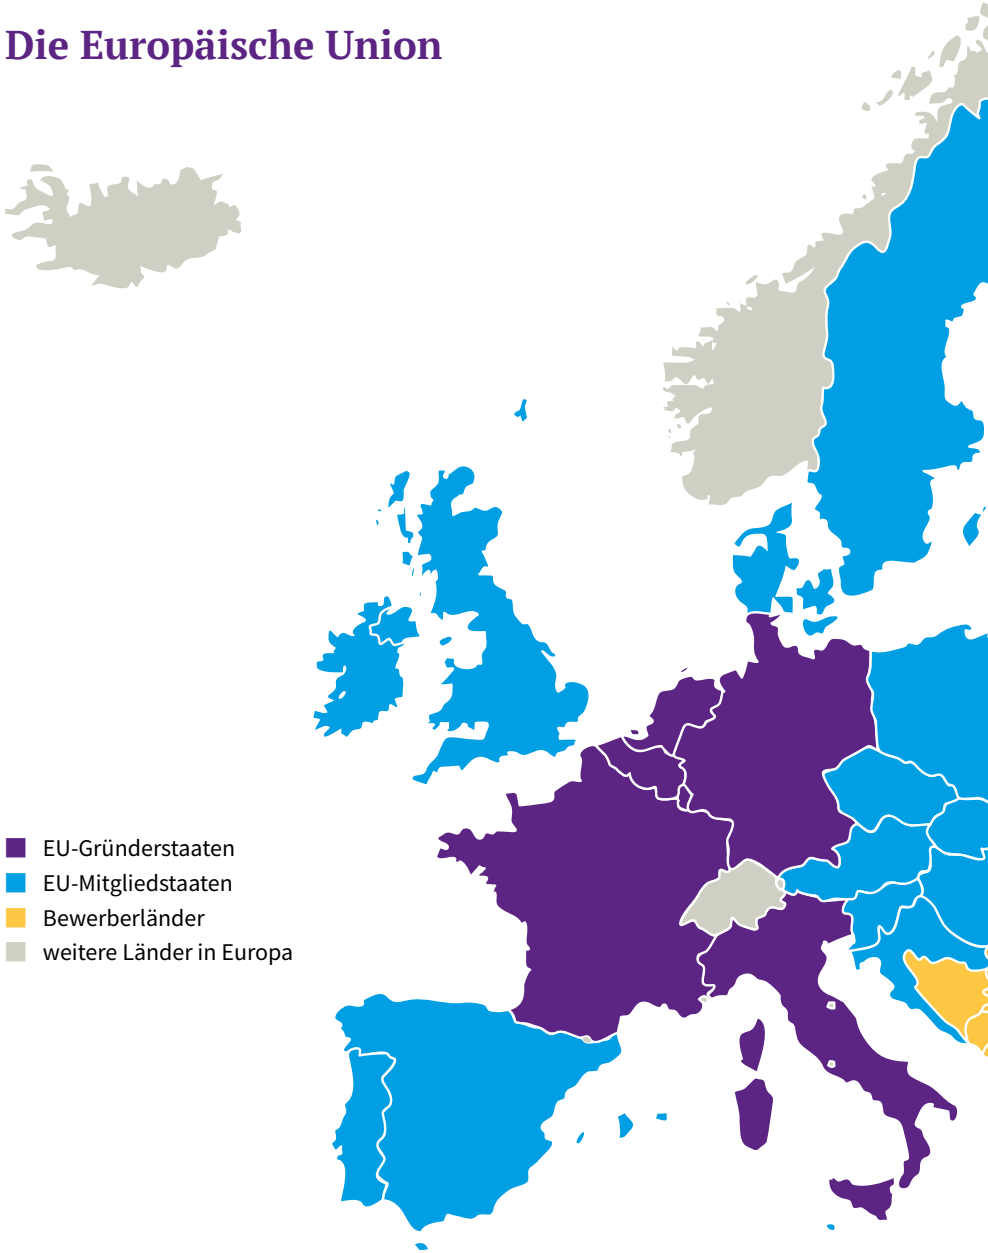 Die Europäische Union
EU-Gründerstaaten
EU-Mitgliedstaaten
Bewerberländer
weitere Länder in Europa